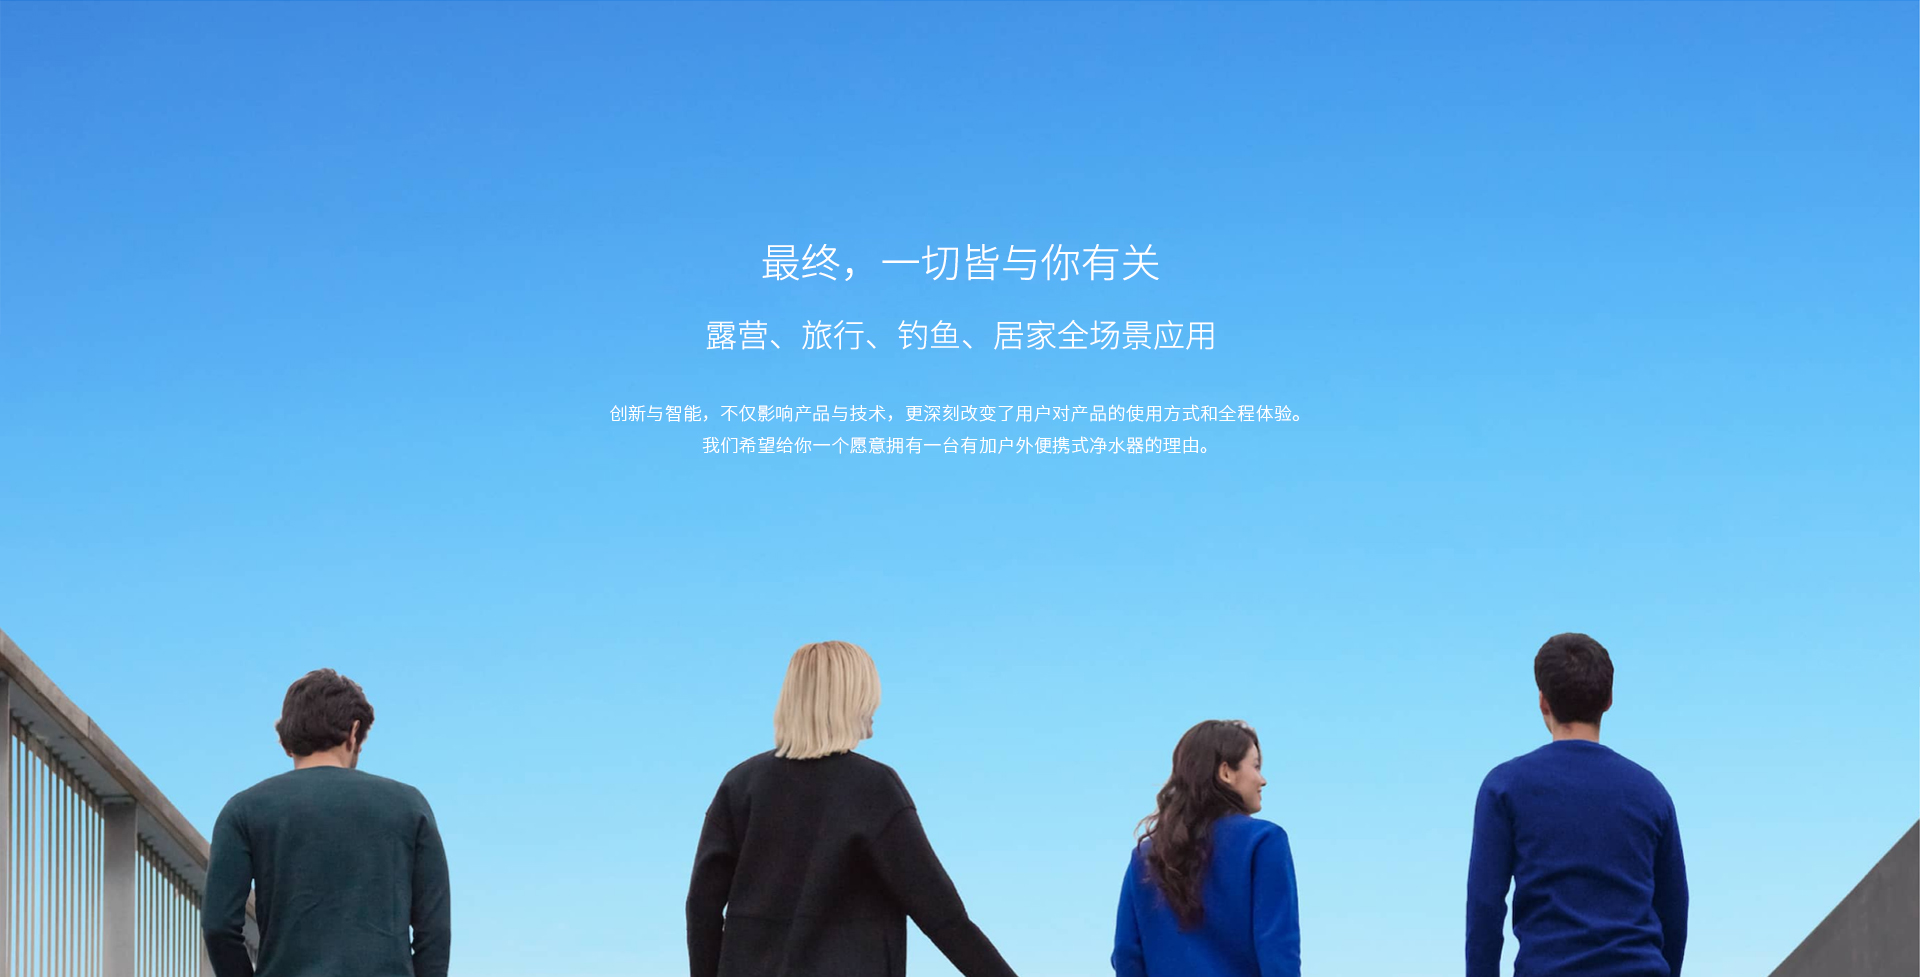 最终，一切皆与你有关
露营、旅行、钓鱼、居家全场景应用
创新与智能，不仅影响产品与技术，更深刻改变了用户对产品的使用方式和全程体验。
我们希望给你一个愿意拥有一台有加户外便携式净水器的理由。